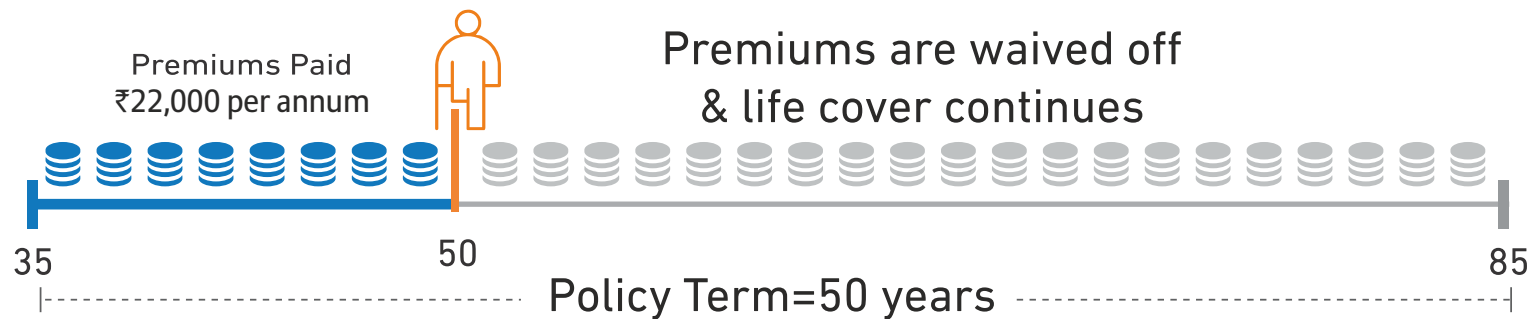 Premiums Paid
₹22,000 per annum
Premiums are waived off
& life cover continues
35
50
85
Policy Term=50 years